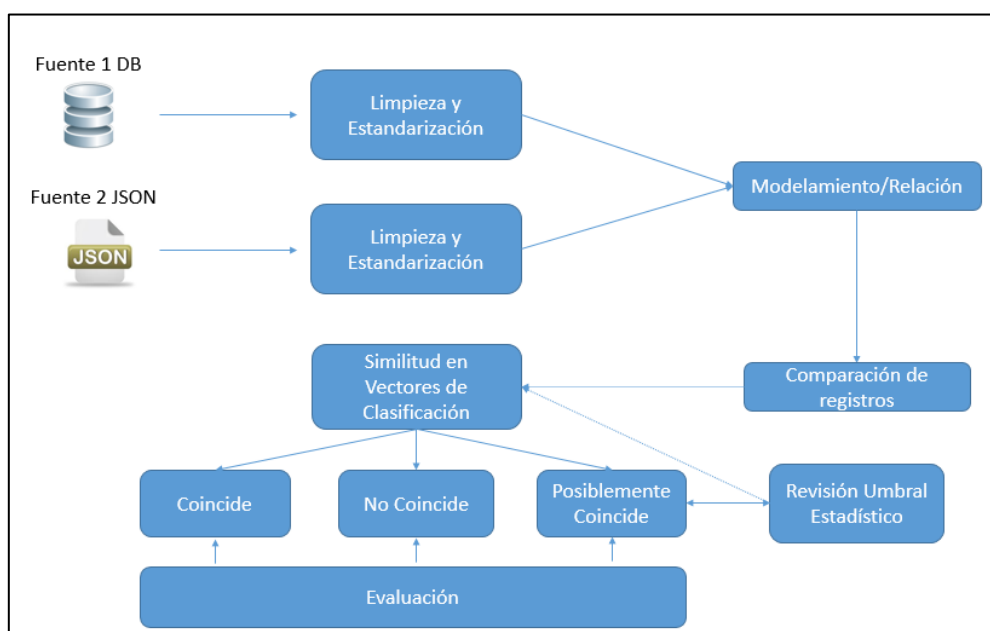 Fuente 1 DB
Limpieza y
Estandarización
Fuente 2 JSON
JSON
Limpieza y
Estandarización
Modelamiento/Relación
Similitud en
Vectores de
Clasificación
Comparación de
registros
Coincide
No Coincide
Posiblemente
Coincide
Revisión Umbral
Estadístico
Evaluación